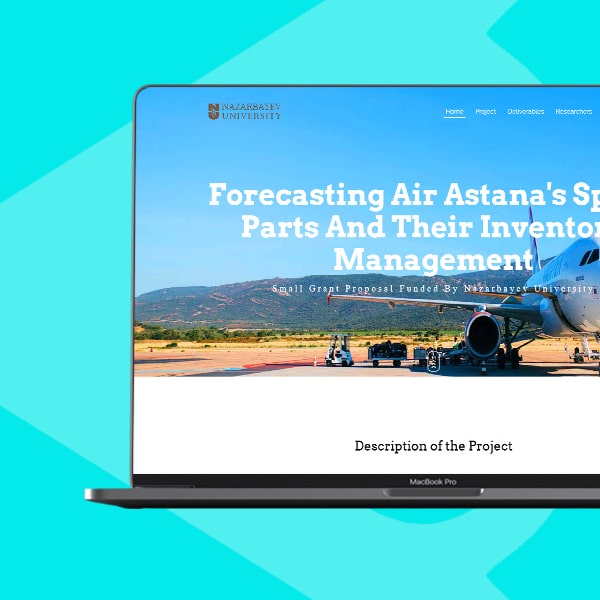 NAZARBAYEV
UNIVERSITY
Home Project Deliverables Researchers
Forecasting Air Astana's Sp
Parts And Their Inventor
Management
Small Grant Proposal Funded By Nazarbayev University
Description of the Project
MacBook Pro